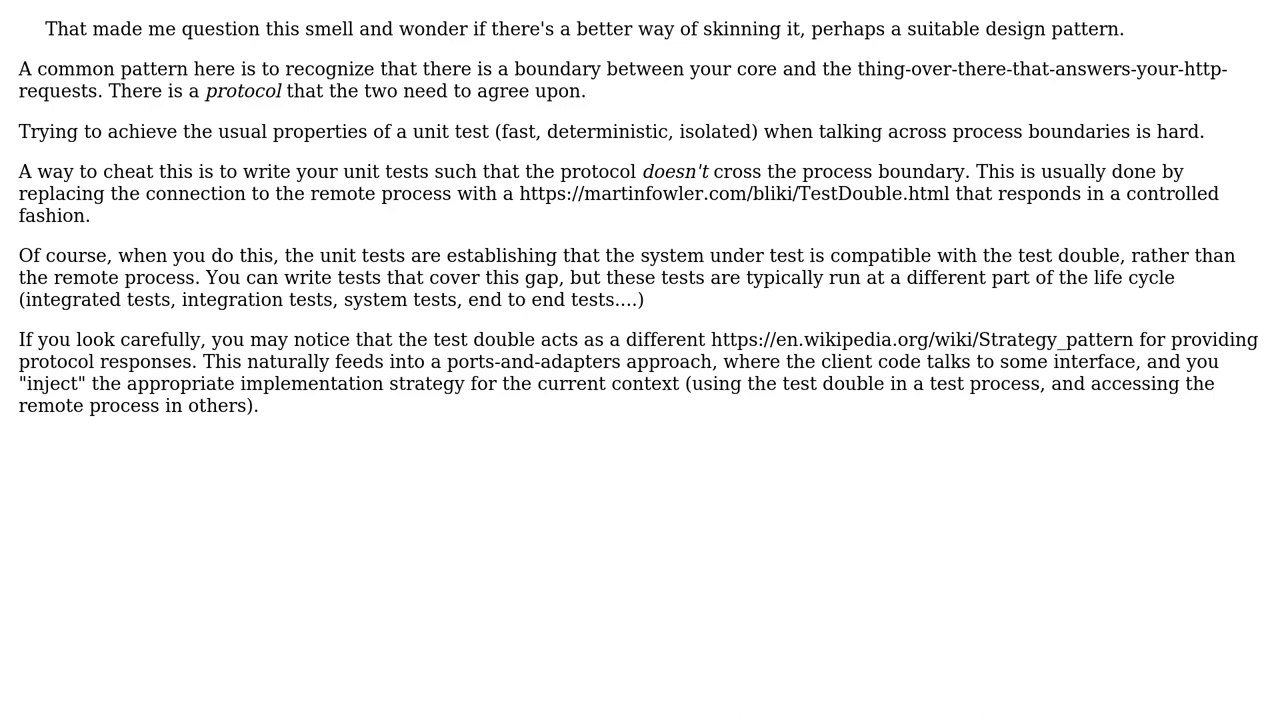 That made me question this smell and wonder if there's a better way of skinning it, perhaps a suitable design pattern.
A common pattern here is to recognize that there is a boundary between your core and the thing-over-there-that-answers-your-http-
requests. There is a protocol that the two need to agree upon.
Trying to achieve the usual properties of a unit test (fast, deterministic, isolated) when talking across process boundaries is hard.
A way to cheat this is to write your unit tests such that the protocol doesn't cross the process boundary. This is usually done by
replacing the connection to the remote process with a https://martinfowler.com/bliki/TestDouble.html that responds in a controlled
fashion.
Of course, when you do this, the unit tests are establishing that the system under test is compatible with the test double, rather than
the remote process. You can write tests that cover this gap, but these tests are typically run at a different part of the life cycle
(integrated tests, integration tests, system tests, end to end tests....)
If you look carefully, you may notice that the test double acts as a different https://en.wikipedia.org/wiki/Strategy_pattern for providing
protocol responses. This naturally feeds into a ports-and-adapters approach, where the client code talks to some interface, and you
"inject" the appropriate implementation strategy for the current context (using the test double in a test process, and accessing the
remote process in others).